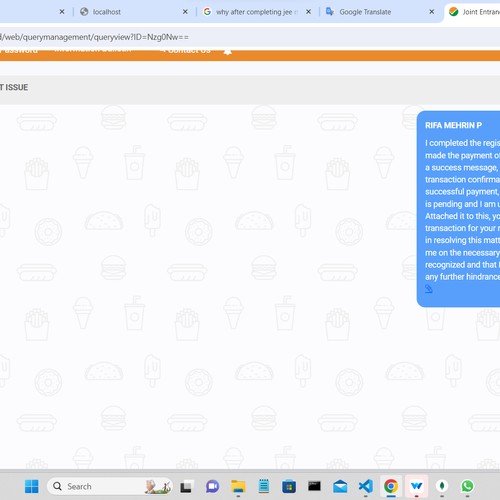 localhost
why after completing jee
Google Translate
Joint Entran
/web/querymanagement/queryview?ID=Nzg0Nw==
Contact Us
T ISSUE
RIFA MEHRIN P
I completed the regis
made the payment of
a success message,
transaction confirma
successful payment,
is pending and I am u
Attached it to this, yo
transaction for your r
in resolving this matt
me on the necessary
recognized and that I
any further hindrance
Search